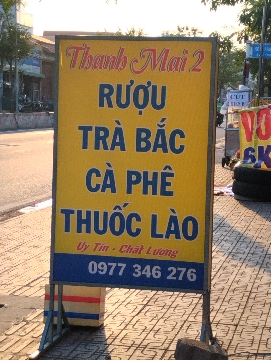 Thanh Mai 2
RƯỢU
TRÀ BẮC
CÀ PHÊ
THUỐC LÀO
Uy Tín - Chất Lượng
0977 346 276